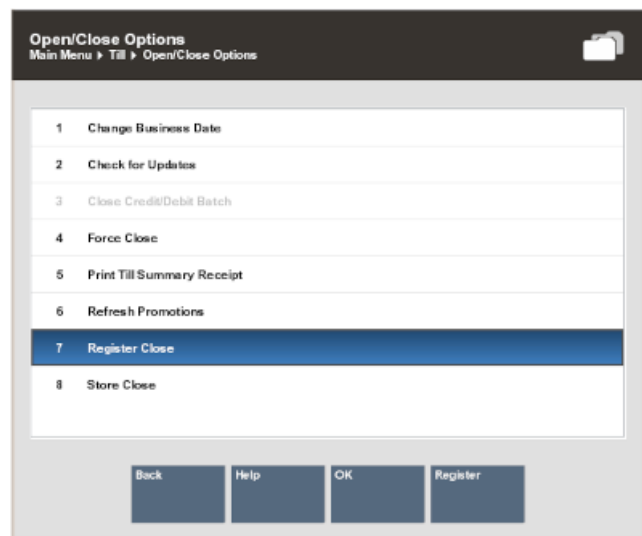 Open/Close Options
Main Menu ▸ Till ▸ Open/Close Options
1 Change Business Date
2 Check for Updates
3 Close Credit/Debit Batch
4 Force Close
5 Print Till Summary Receipt
6 Refresh Promotions
7 Register Close
8 Store Close
Back Help OK Register